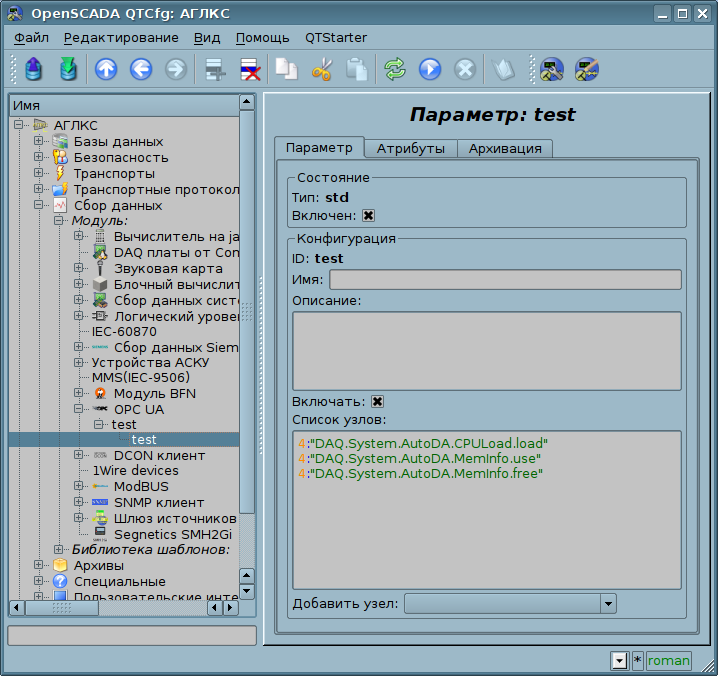 OpenSCADA QTCfg: АГЛКС
Файл Редактирование Вид Помощь QTStarter
Имя
АГЛКС
Базы данных
Безопасность
Транспорты
Транспортные протокол
Сбор данных
Модуль:
Вычислитель на ja
DAQ платы от Com
Звуковая карта
Блочный вычислит
Сбор данных систе
Логический уровен
IEC-60870
Сбор данных Siem
Устройства АСКУ
MMS(IEC-9506)
Модуль BFN
OPC UA
test
test
DCON клиент
1Wire devices
ModBUS
SNMP клиент
Шлюз источников
Segnetics SMH2Gi
Библиотека шаблонов:
Архивы
Специальные
Пользовательские инте
Параметр: test
Параметр Атрибуты Архивация
Состояние
Тип: std
Включен:
Конфигурация
ID: test
Имя:
Описание:
Включать:
Список узлов:
4:"DAQ.System.AutoDA.CPULoad.load"
4:"DAQ.System.AutoDA.MemInfo.use"
4:"DAQ.System.AutoDA.MemInfo.free"
Добавить узел:
* roman